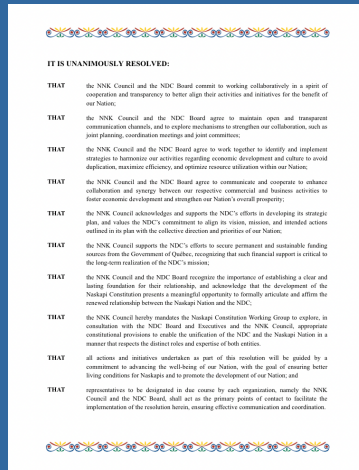 IT IS UNANIMOUSLY RESOLVED:
THAT the NNK Council and the NDC Board commit to working collaboratively in a spirit of
cooperation and transparency to better align their activities and initiatives for the benefit of
our Nation;
THAT the NNK Council and the NDC Board agree to maintain open and transparent
communication channels, and to explore mechanisms to strengthen our collaboration, such as
joint planning, coordination meetings and joint committees;
THAT the NNK Council and the NDC Board agree to work together to identify and implement
strategies to harmonize our activities regarding economic development and culture to avoid
duplication, maximize efficiency, and optimize resource utilization within our Nation;
THAT the NNK Council and the NDC Board agree to communicate and cooperate to enhance
collaboration and synergy between our respective commercial and business activities to
foster economic development and strengthen our Nation's overall prosperity;
THAT the NNK Council acknowledges and supports the NDC's efforts in developing its strategic
plan, and values the NDC's commitment to align its vision, mission, and intended actions
outlined in its plan with the collective direction and priorities of our Nation;
THAT the NNK Council supports the NDC's efforts to secure permanent and sustainable funding
sources from the Government of Québec, recognizing that such financial support is critical to
the long-term realization of the NDC's mission;
THAT the NNK Council and the NDC Board recognize the importance of establishing a clear and
lasting foundation for their relationship, and acknowledge that the development of the
Naskapi Constitution presents a meaningful opportunity to formally articulate and affirm the
renewed relationship between the Naskapi Nation and the NDC;
THAT the NNK Council hereby mandates the Naskapi Constitution Working Group to explore, in
consultation with the NDC Board and Executives and the NNK Council, appropriate
constitutional provisions to enable the unification of the NDC and the Naskapi Nation in a
manner that respects the distinct roles and expertise of both entities.
THAT all actions and initiatives undertaken as part of this resolution will be guided by a
commitment to advancing the well-being of our Nation, with the goal of ensuring better
living conditions for Naskapis and to promote the development of our Nation; and
THAT representatives to be designated in due course by each organization, namely the NNK
Council and the NDC Board, shall act as the primary points of contact to facilitate the
implementation of the resolution herein, ensuring effective communication and coordination.